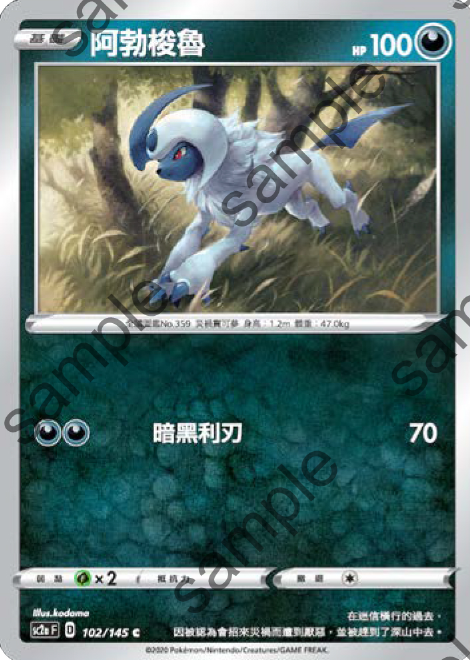 基礎 阿勃梭魯 HP 100
全國圖鑑No.359 災禍寶可夢 身高：1.2m 體重：47.0kg
暗黑利刃 70
弱點 ×2 抵抗力 撤退
Illus.kodama
在迷信橫行的過去，
sc2a F D 102/145 C
因被認為會招來災禍而遭到厭惡，並被趕到了深山中去。
©2020 Pokémon/Nintendo/Creatures/GAME FREAK.
sample
sample
sample
sample
sample
sample